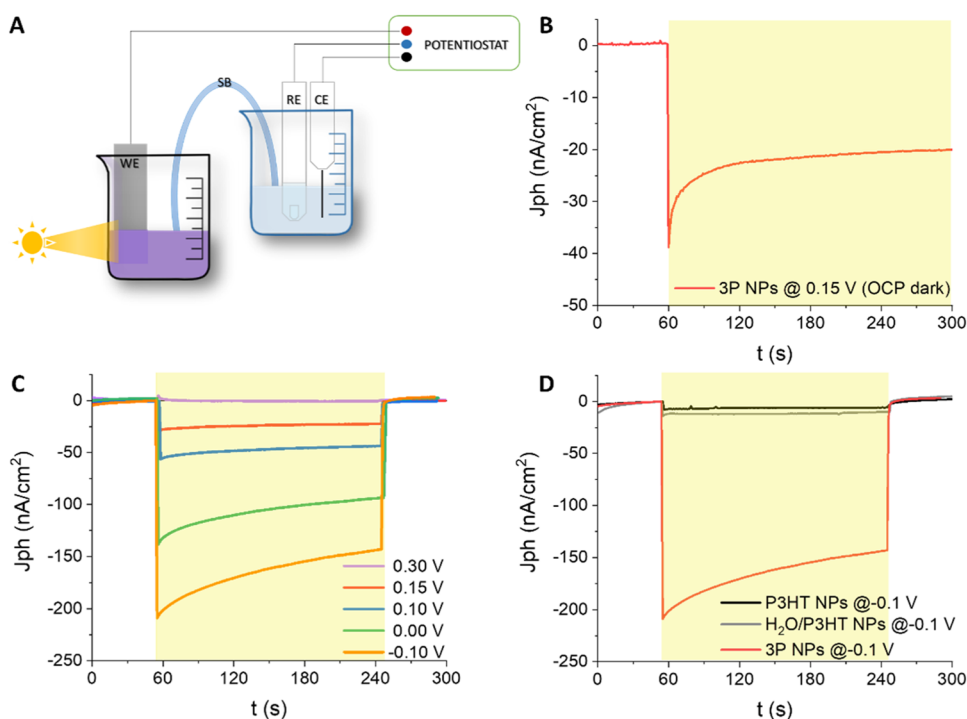 A
POTENTIOSTAT
SB
RE
CE
WE
B
Jph (nA/cm²)
0
-10
-20
-30
-40
-50
3P NPs @ 0.15 V (OCP dark)
0
60
120
180
240
300
t (s)
C
Jph (nA/cm²)
0
-50
-100
-150
-200
-250
0.30 V
0.15 V
0.10 V
0.00 V
-0.10 V
0
60
120
180
240
300
t (s)
D
Jph (nA/cm²)
0
-50
-100
-150
-200
-250
P3HT NPs @-0.1 V
H₂O/P3HT NPs @-0.1 V
3P NPs @-0.1 V
0
60
120
180
240
300
t (s)